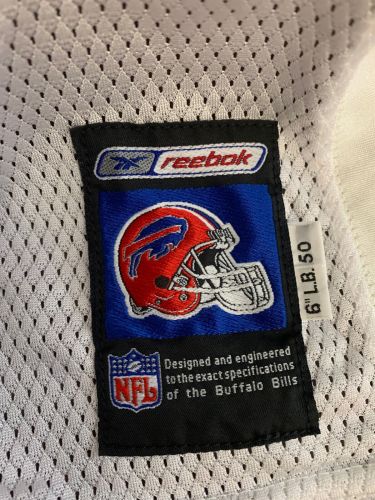 reebok
6" L.B. 50
NFL
Designed and engineered
to the exact specifications
of the Buffalo Bills